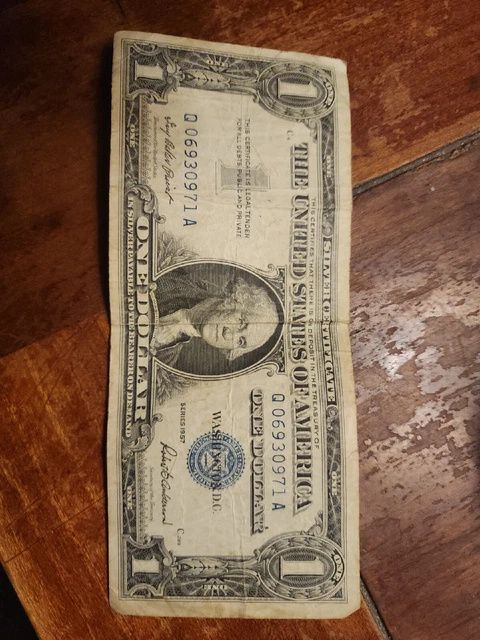 SILVER CERTIFICATE
THIS CERTIFIES THAT THERE IS ON DEPOSIT IN THE TREASURY OF
THE UNITED STATES OF AMERICA
Q 06930971 A
ONE DOLLAR
THIS CERTIFICATE IS LEGAL TENDER
FOR ALL DEBTS, PUBLIC AND PRIVATE
WASHINGTON, D.C.
Q 06930971 A
SERIES 1957
ONE DOLLAR
IN SILVER PAYABLE TO THE BEARER ON DEMAND
1
1
1
1
ONE
ONE
ONE
ONE